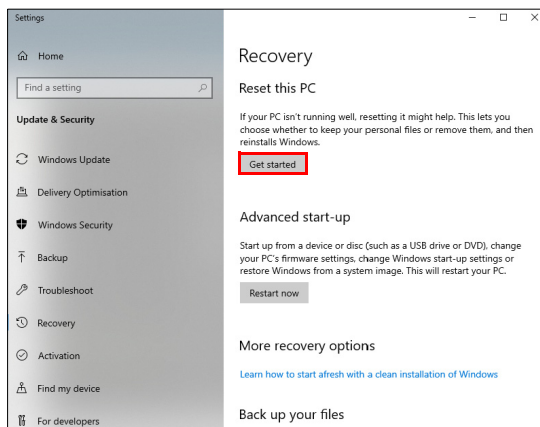 Settings
Home
Find a setting
Update & Security
Windows Update
Delivery Optimisation
Windows Security
Backup
Troubleshoot
Recovery
Activation
Find my device
For developers
Recovery
Reset this PC
If your PC isn't running well, resetting it might help. This lets you
choose whether to keep your personal files or remove them, and then
reinstalls Windows.
Get started
Advanced start-up
Start up from a device or disc (such as a USB drive or DVD), change
your PC's firmware settings, change Windows start-up settings or
restore Windows from a system image. This will restart your PC.
Restart now
More recovery options
Learn how to start afresh with a clean installation of Windows
Back up your files